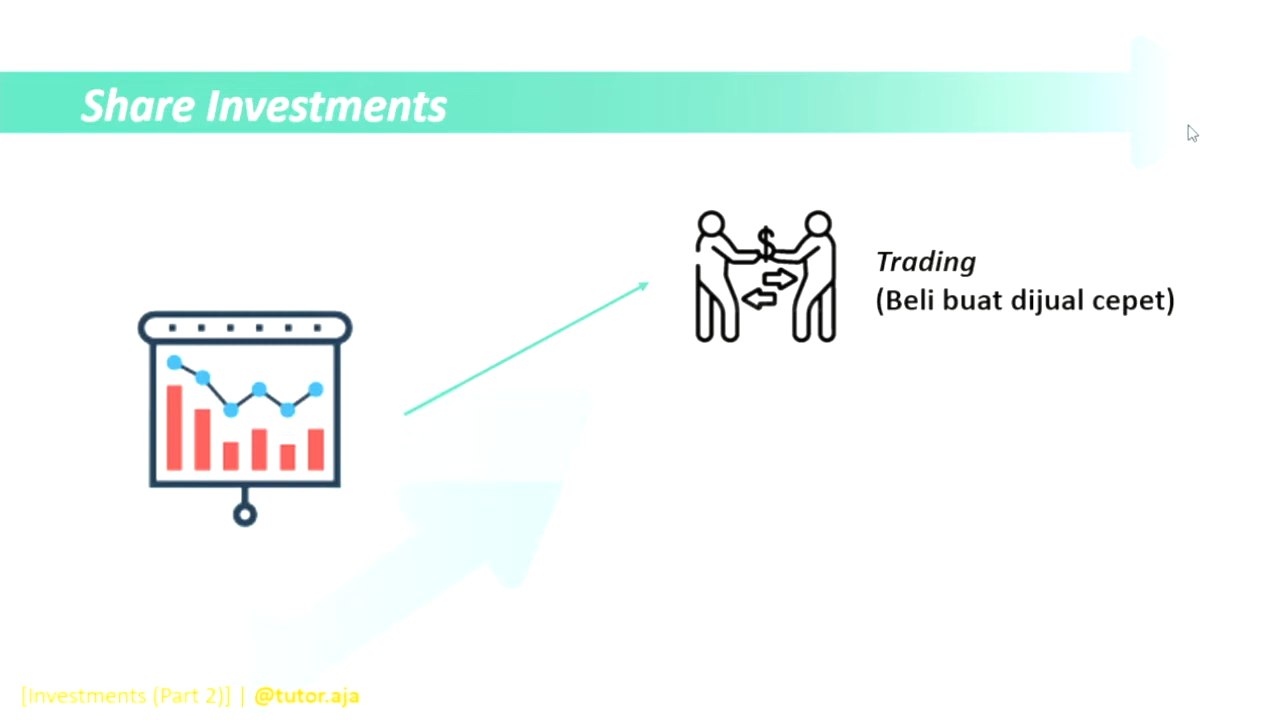 Share Investments
Trading
(Beli buat dijual cepet)
[Investments (Part 2)] | @tutor.aja